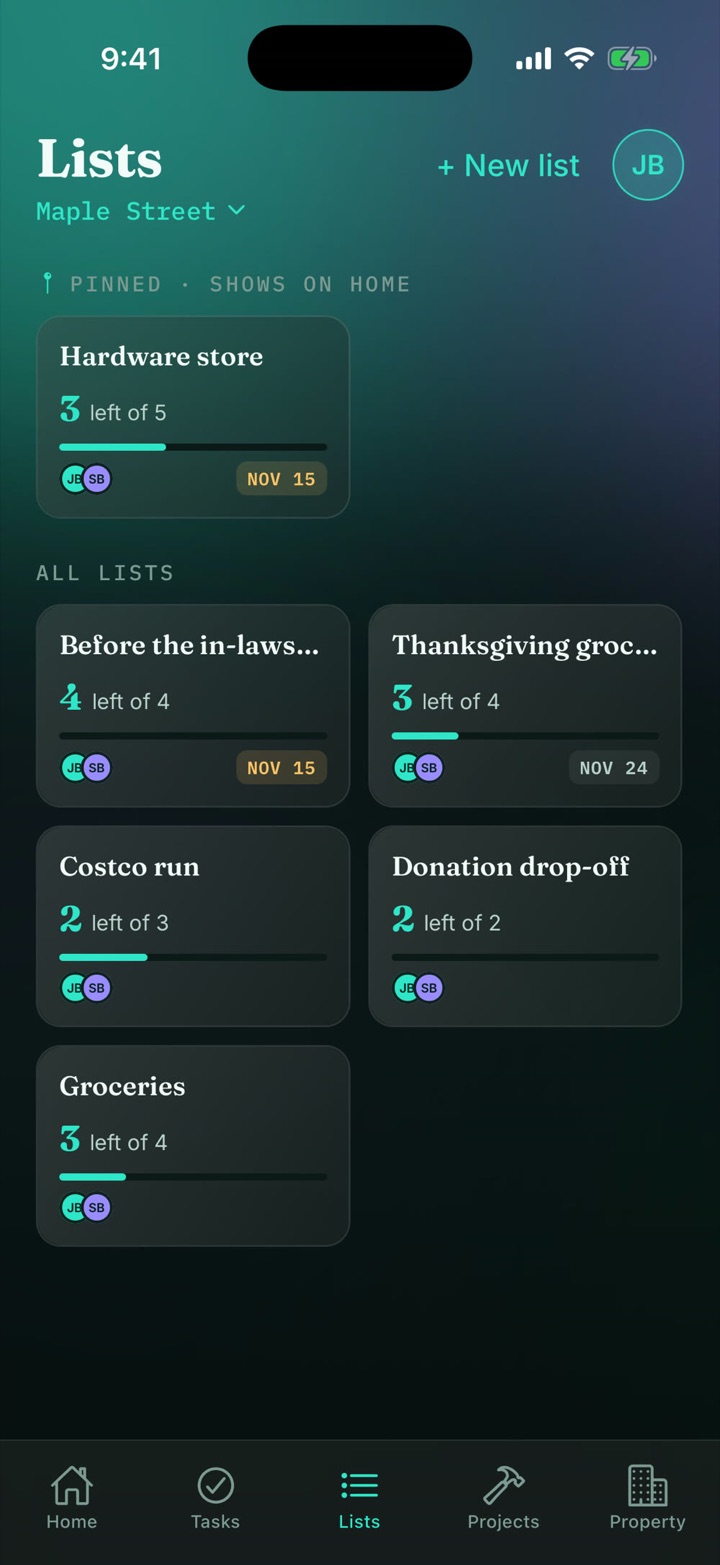 9:41
Lists
+ New list
JB
Maple Street
PINNED · SHOWS ON HOME
Hardware store
3 left of 5
JB SB
NOV 15
ALL LISTS
Before the in-laws...
4 left of 4
JB SB
NOV 15
Thanksgiving groc...
3 left of 4
JB SB
NOV 24
Costco run
2 left of 3
JB SB
Donation drop-off
2 left of 2
JB SB
Groceries
3 left of 4
JB SB
Home
Tasks
Lists
Projects
Property